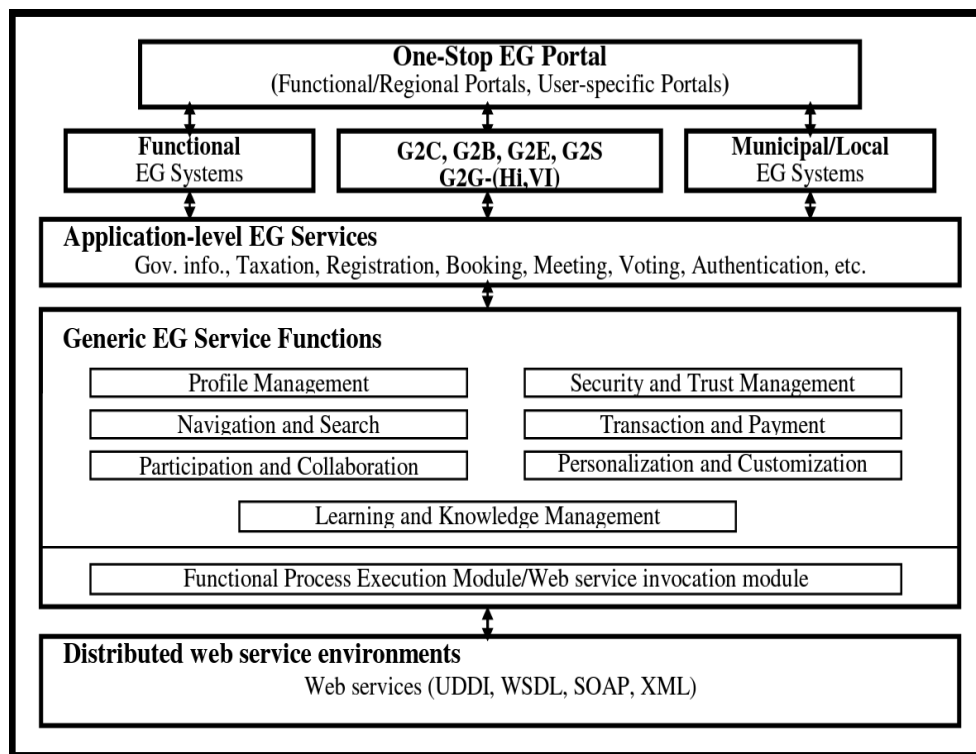 One-Stop EG Portal
(Functional/Regional Portals, User-specific Portals)
Functional
EG Systems
G2C, G2B, G2E, G2S
G2G-(Hi,VI)
Municipal/Local
EG Systems
Application-level EG Services
Gov. info., Taxation, Registration, Booking, Meeting, Voting, Authentication, etc.
Generic EG Service Functions
Profile Management
Security and Trust Management
Navigation and Search
Transaction and Payment
Participation and Collaboration
Personalization and Customization
Learning and Knowledge Management
Functional Process Execution Module/Web service invocation module
Distributed web service environments
Web services (UDDI, WSDL, SOAP, XML)